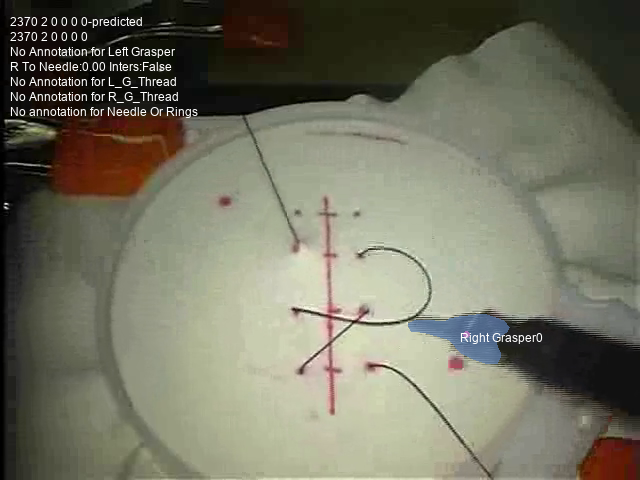 2370 2 0 0 0 0-predicted
2370 2 0 0 0 0
No Annotation for Left Grasper
R To Needle:0.00 Inters:False
No Annotation for L_G_Thread
No Annotation for R_G_Thread
No annotation for Needle Or Rings
Right Grasper0